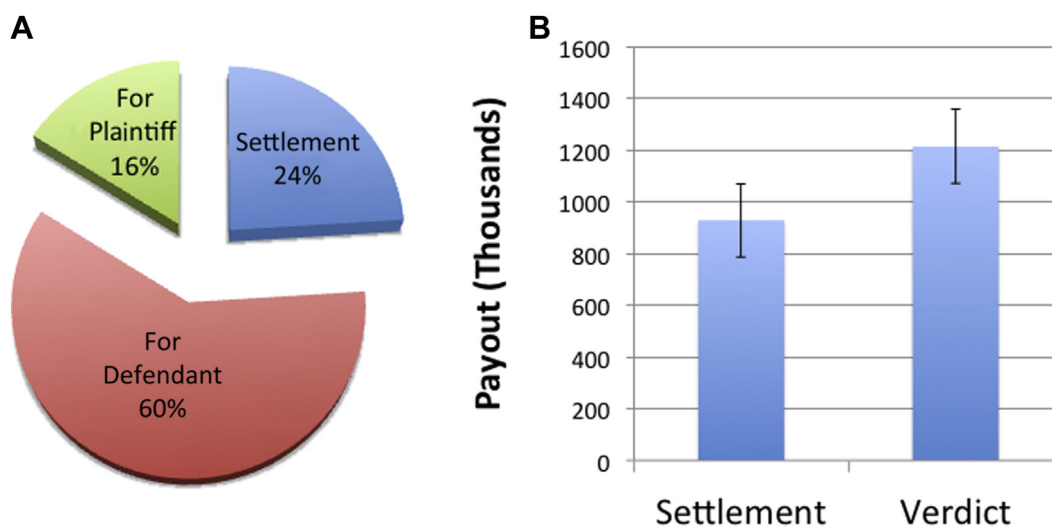 A
For
Plaintiff
16%
Settlement
24%
For
Defendant
60%
B
Payout (Thousands)
1600
1400
1200
1000
800
600
400
200
0
Settlement
Verdict